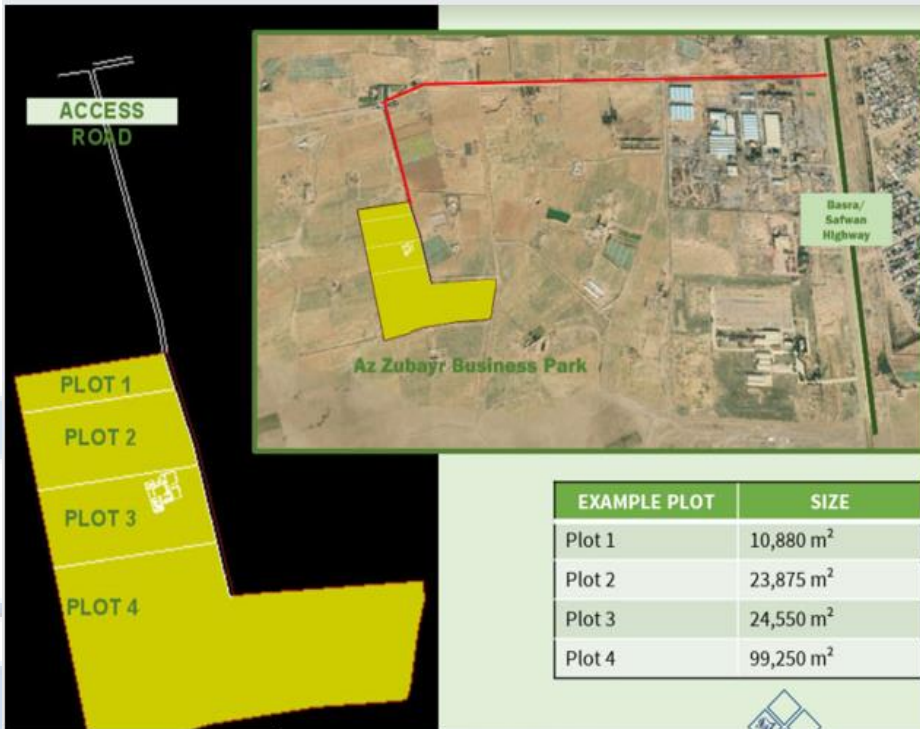 ACCESS
ROAD
PLOT 1
PLOT 2
PLOT 3
PLOT 4
Basra/
Safwan
Highway
Az Zubayr Business Park
EXAMPLE PLOT SIZE
Plot 1 10,880 m²
Plot 2 23,875 m²
Plot 3 24,550 m²
Plot 4 99,250 m²